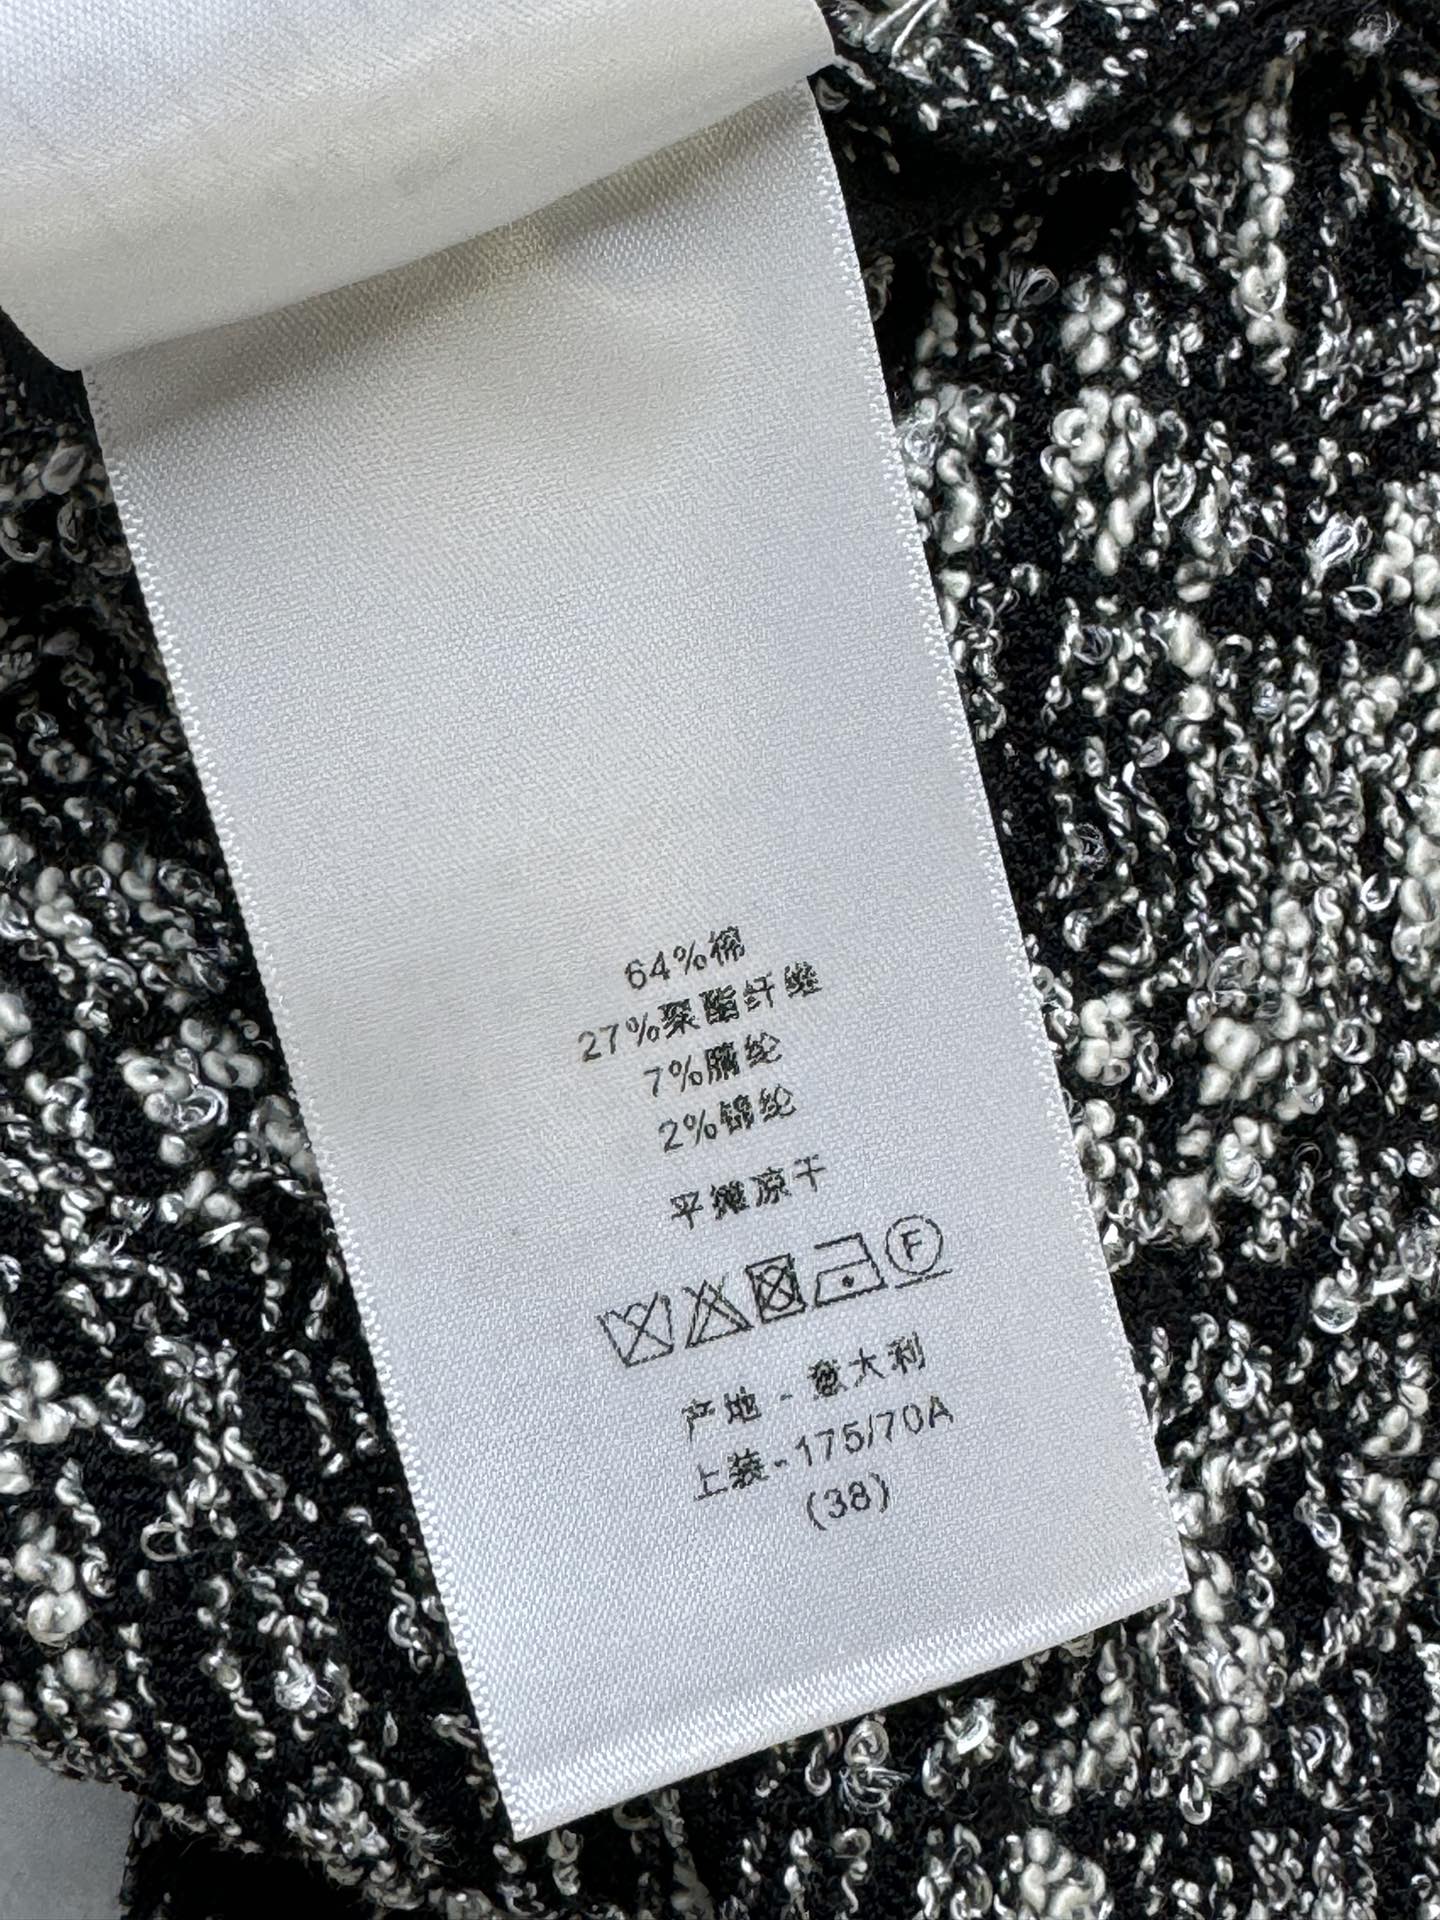 64%棉
27%聚酯纤维
7%腈纶
2%锦纶
平摊凉干
F
产地 - 意大利
上装-175/70A
(38)